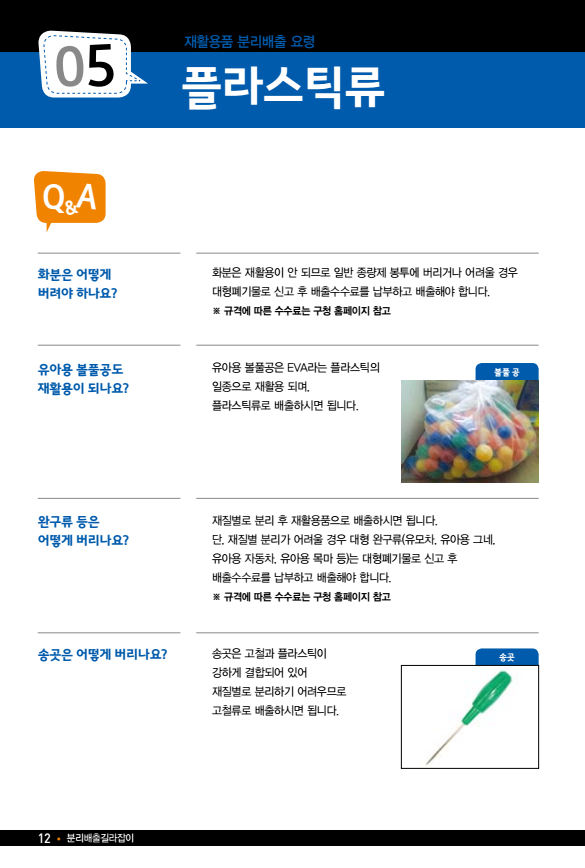 05
재활용품 분리배출 요령
플라스틱류
Q&A
화분은 어떻게
버려야 하나요?
화분은 재활용이 안 되므로 일반 종량제 봉투에 버리거나 어려울 경우
대형폐기물로 신고 후 배출수수료를 납부하고 배출해야 합니다.
※ 규격에 따른 수수료는 구청 홈페이지 참고
유아용 볼풀공도
재활용이 되나요?
유아용 볼풀공은 EVA라는 플라스틱의
일종으로 재활용 되며,
플라스틱류로 배출하시면 됩니다.
볼풀 공
완구류 등은
어떻게 버리나요?
재질별로 분리 후 재활용품으로 배출하시면 됩니다.
단, 재질별 분리가 어려울 경우 대형 완구류(유모차, 유아용 그네,
유아용 자동차, 유아용 목마 등)는 대형폐기물로 신고 후
배출수수료를 납부하고 배출해야 합니다.
※ 규격에 따른 수수료는 구청 홈페이지 참고
송곳은 어떻게 버리나요?
송곳은 고철과 플라스틱이
강하게 결합되어 있어
재질별로 분리하기 어려우므로
고철류로 배출하시면 됩니다.
송곳
12 • 분리배출길라잡이